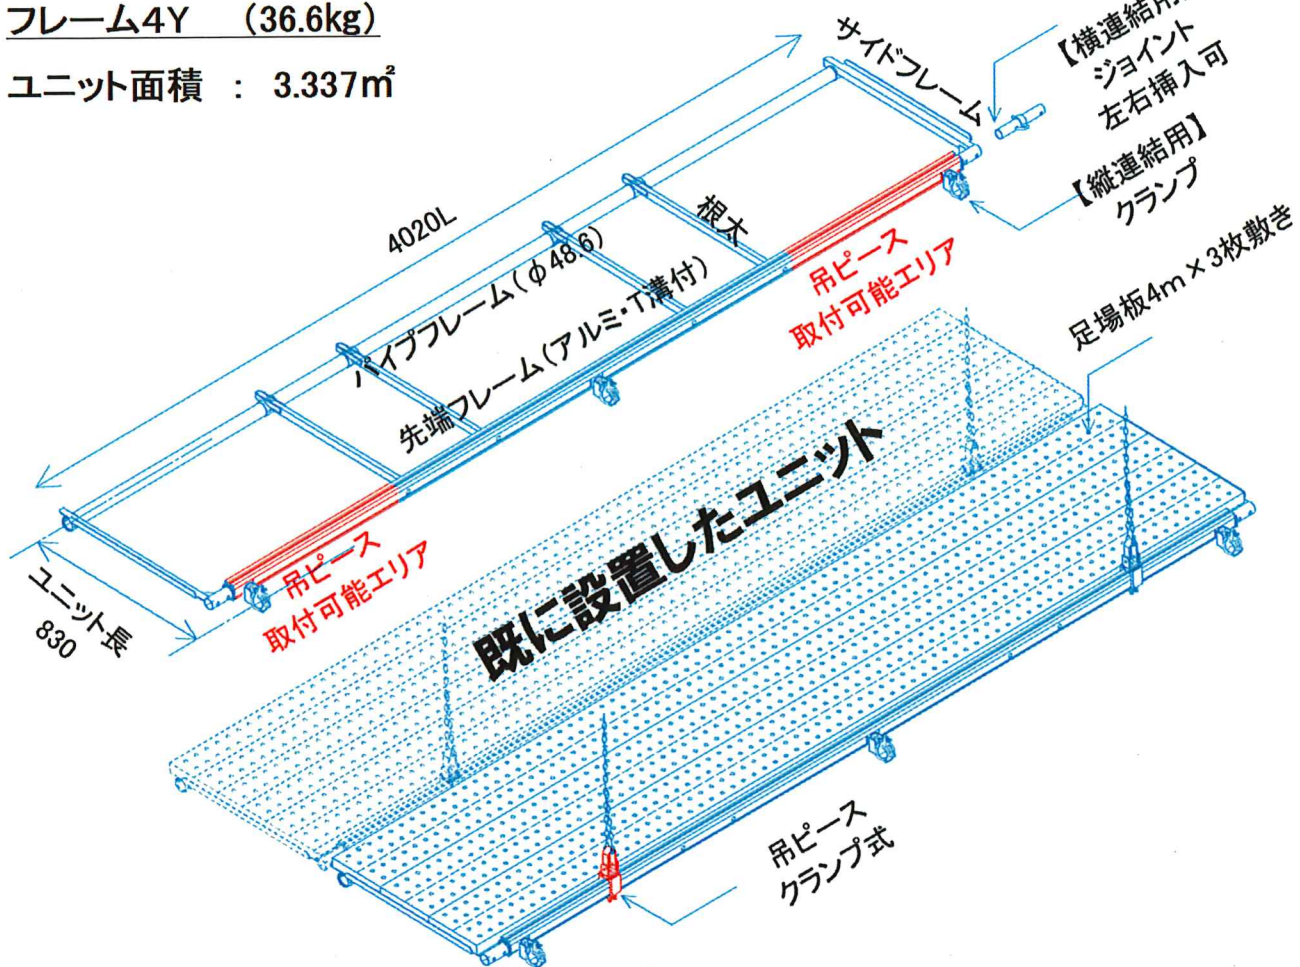 フレーム4Y (36.6kg)
ユニット面積 : 3.337㎡
サイドフレーム
【横連結用
ジョイント
左右挿入可
【縦連結用】
クランプ
4020L
根太
パイプフレーム(φ48.6)
先端フレーム(アルミ・T溝付)
吊ピース
取付可能エリア
足場板4m×3枚敷き
吊ピース
取付可能エリア
ユニット長
830
既に設置したユニット
吊ピース
クランプ式